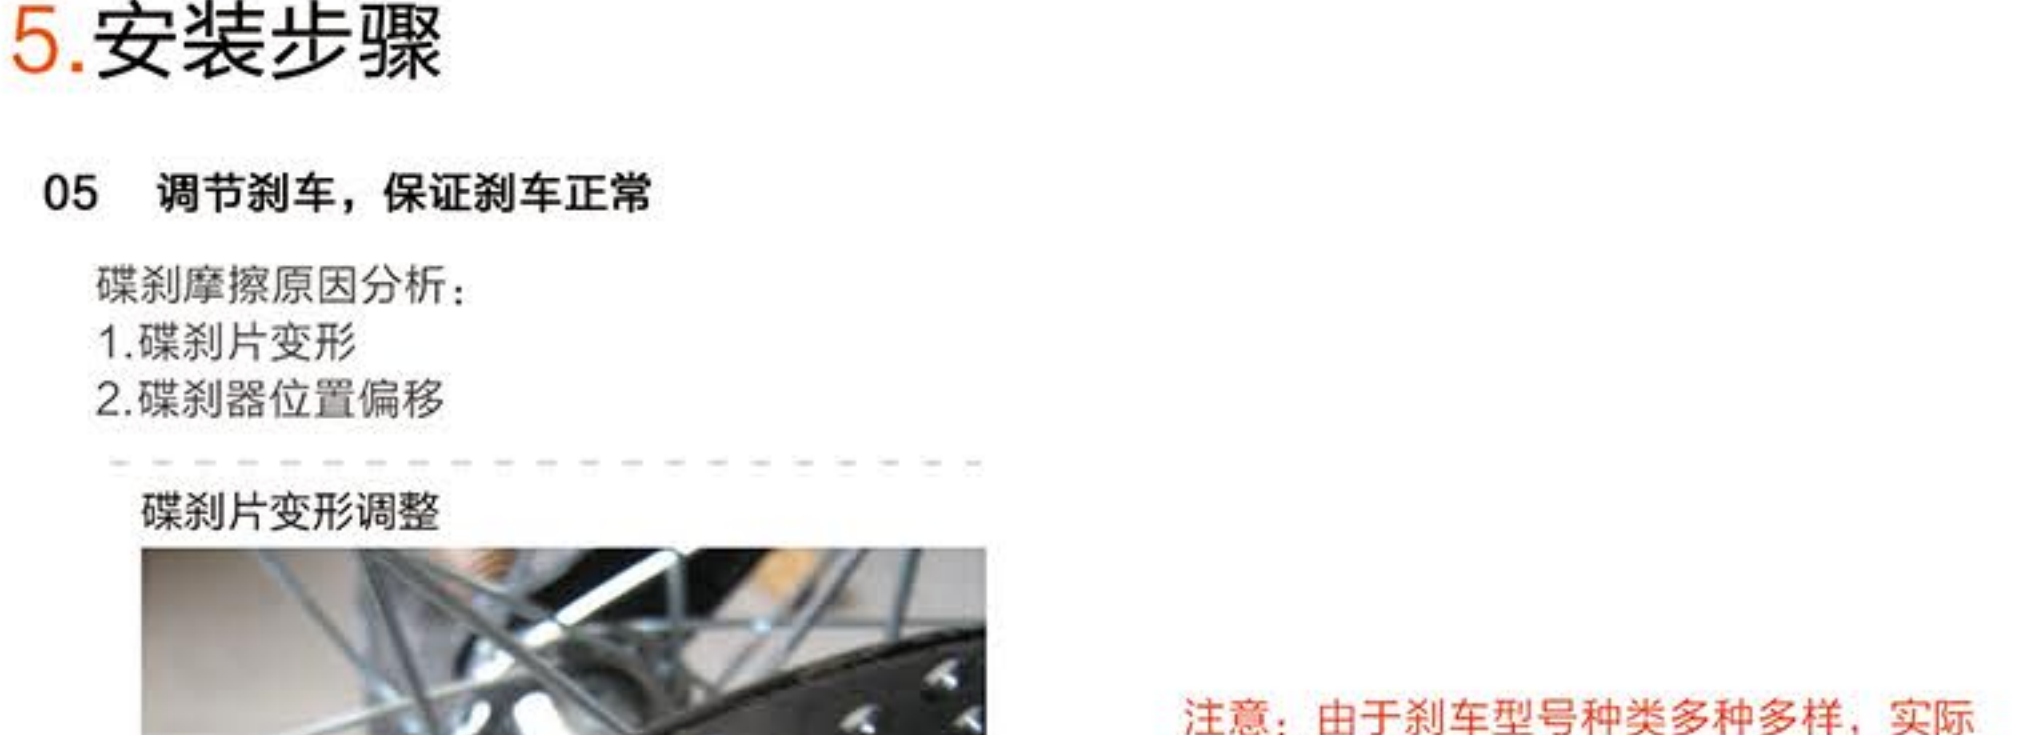 5.安装步骤
05 调节刹车，保证刹车正常
碟刹摩擦原因分析：
1.碟刹片变形
2.碟刹器位置偏移
碟刹片变形调整
注意：由于刹车型号种类多种多样，实际